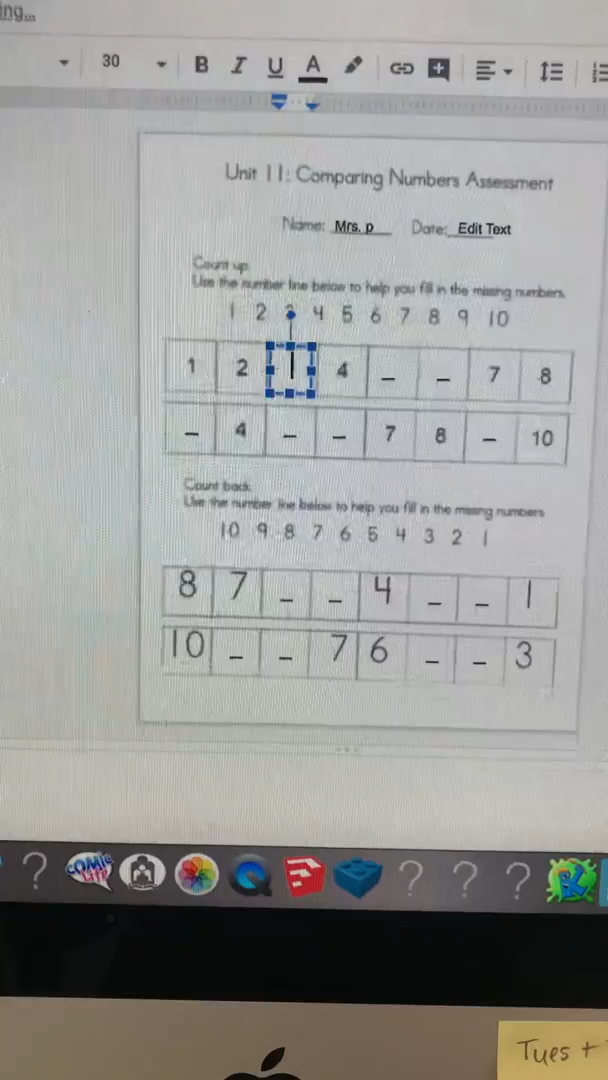 ng...
30 B I U A
Unit 11: Comparing Numbers Assessment
Name: Mrs. p Date: Edit Text
Count up:
Use the number line below to help you fill in the missing numbers.
1 2 4 5 6 7 8 9 10
1 2 4 _ _ 7 8
_ 4 _ _ 7 8 _ 10
Count back:
Use the number line below to help you fill in the missing numbers
10 9 8 7 6 5 4 3 2 1
8 7 _ _ 4 _ _ 1
10 _ _ 7 6 _ _ 3
? COMIC LIFE ? ? ?
Tues +